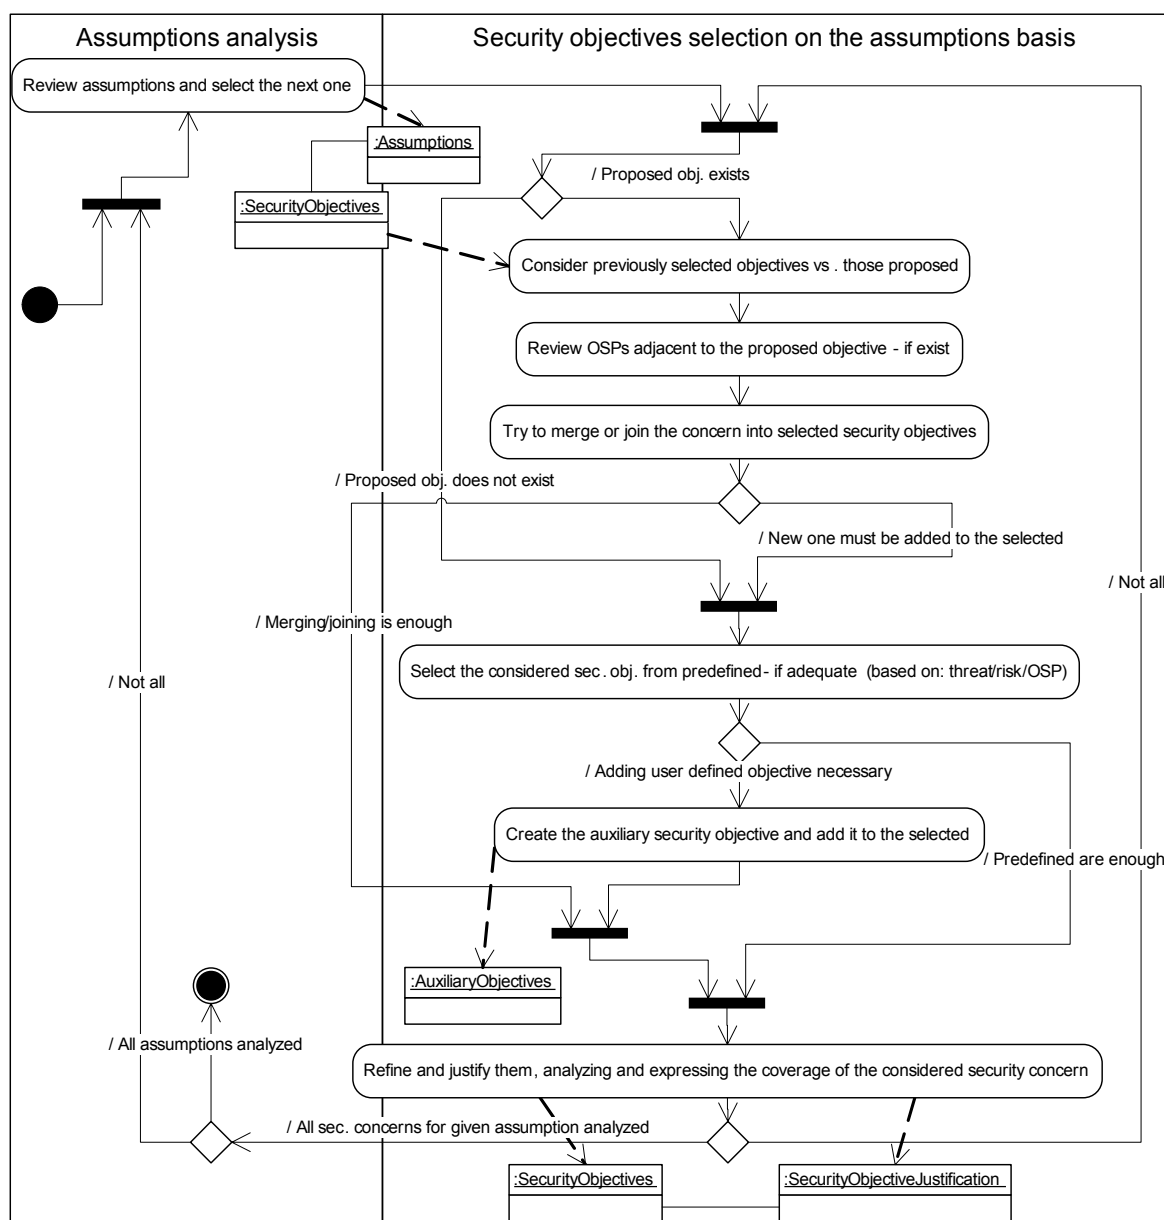 Assumptions analysis
Security objectives selection on the assumptions basis
Review assumptions and select the next one
:Assumptions
/ Proposed obj. exists
:SecurityObjectives
Consider previously selected objectives vs . those proposed
Review OSPs adjacent to the proposed objective - if exist
Try to merge or join the concern into selected security objectives
/ Proposed obj. does not exist
/ New one must be added to the selected
/ Not all
/ Merging/joining is enough
Select the considered sec. obj. from predefined- if adequate (based on: threat/risk/OSP)
/ Not all
/ Adding user defined objective necessary
Create the auxiliary security objective and add it to the selected
/ Predefined are enough
:AuxiliaryObjectives
/ All assumptions analyzed
Refine and justify them, analyzing and expressing the coverage of the considered security concern
/ All sec. concerns for given assumption analyzed
:SecurityObjectives
:SecurityObjectiveJustification